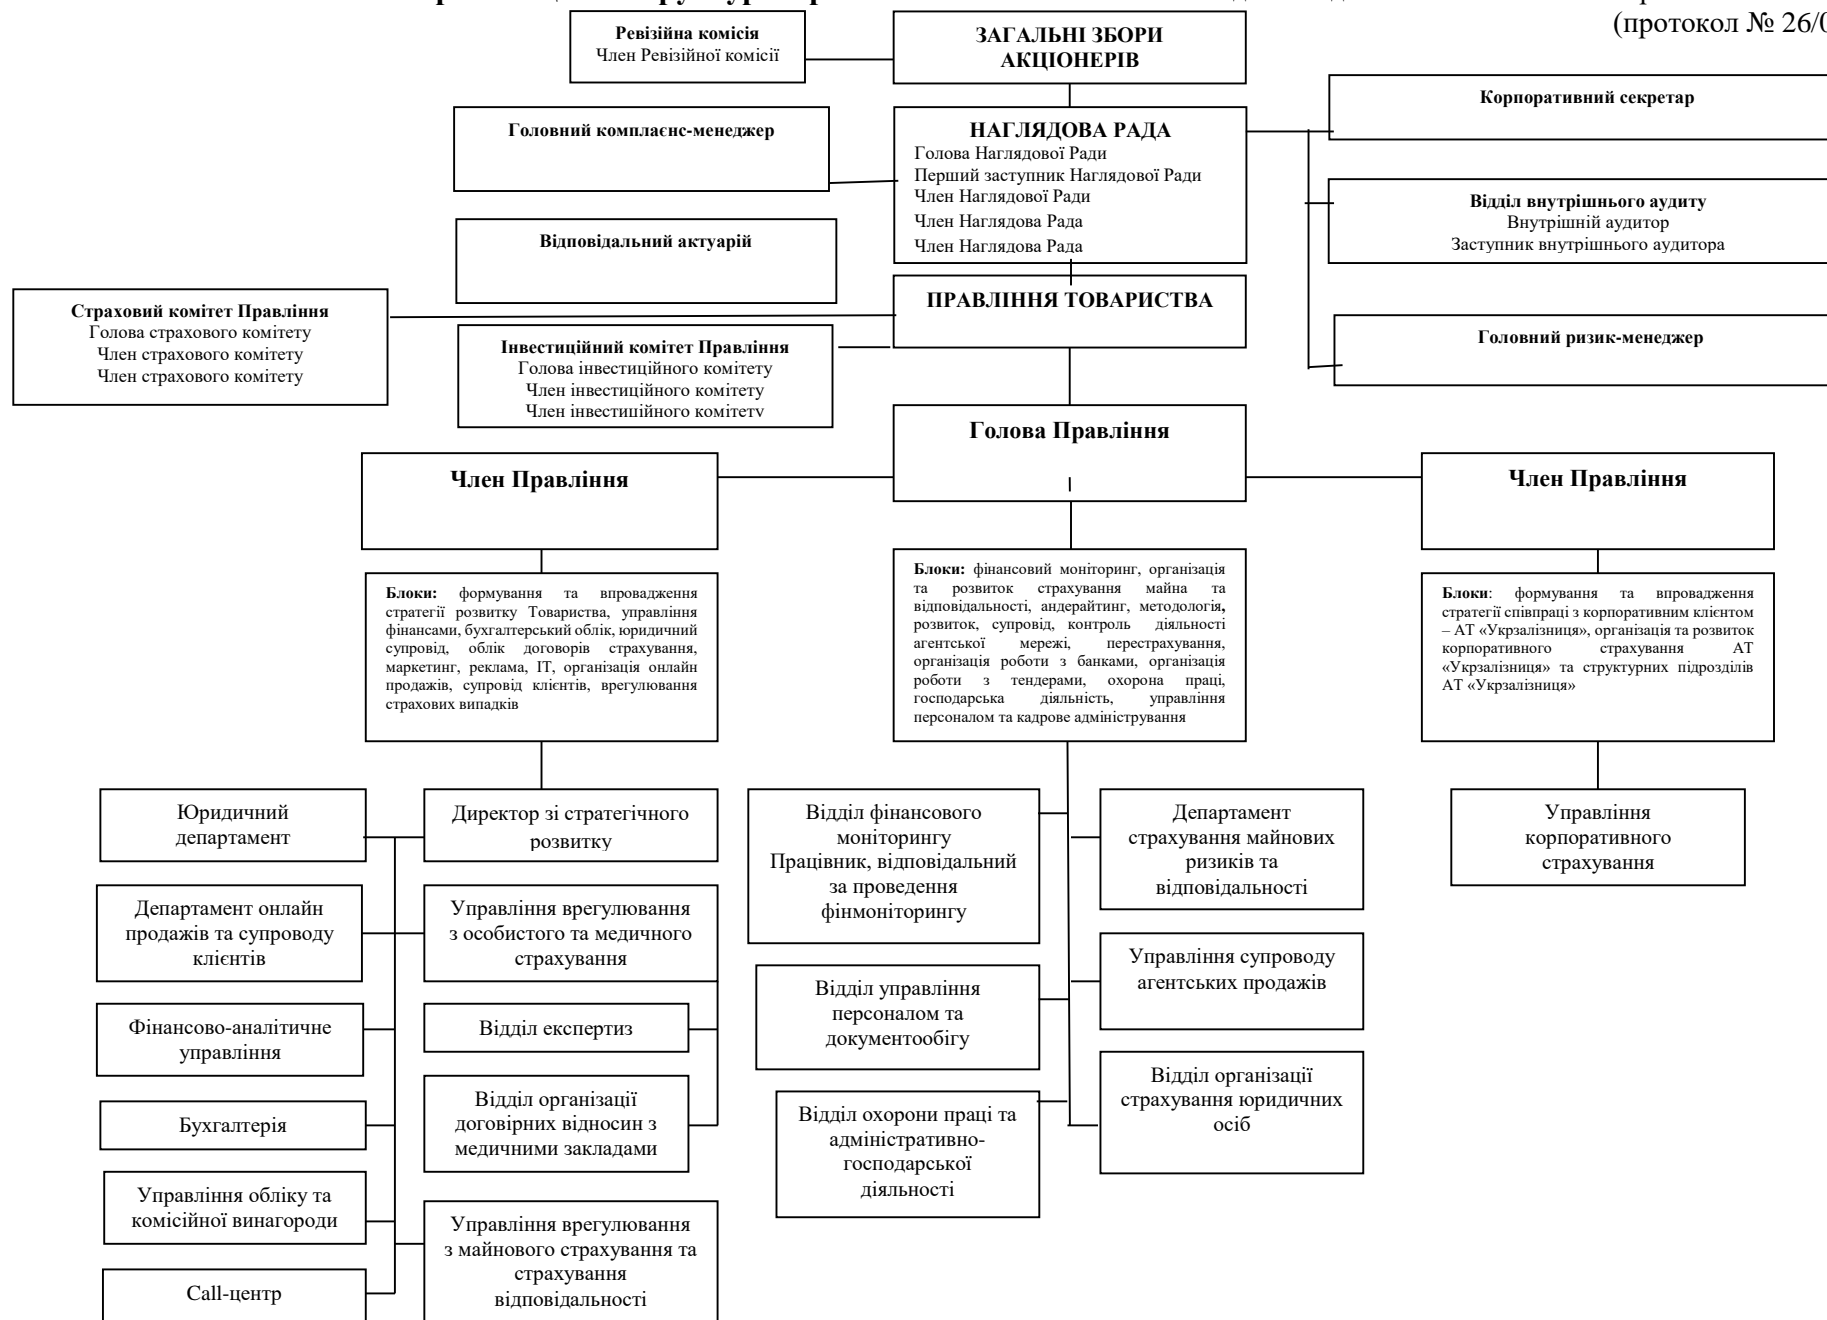 (протокол № 26/0
Ревізійна комісія
Член Ревізійної комісії
ЗАГАЛЬНІ ЗБОРИ
АКЦІОНЕРІВ
Корпоративний секретар
Головний комплаєнс-менеджер
НАГЛЯДОВА РАДА
Голова Наглядової Ради
Перший заступник Наглядової Ради
Член Наглядової Ради
Член Наглядова Рада
Член Наглядова Рада
Відділ внутрішнього аудиту
Внутрішній аудитор
Заступник внутрішнього аудитора
Відповідальний актуарій
ПРАВЛІННЯ ТОВАРИСТВА
Страховий комітет Правління
Голова страхового комітету
Член страхового комітету
Член страхового комітету
Інвестиційний комітет Правління
Голова інвестиційного комітету
Член інвестиційного комітету
Член інвестиційного комітету
Головний ризик-менеджер
Голова Правління
Член Правління
Член Правління
Блоки: формування та впровадження
стратегії розвитку Товариства, управління
фінансами, бухгалтерський облік, юридичний
супровід, облік договорів страхування,
маркетинг, реклама, ІТ, організація онлайн
продажів, супровід клієнтів, врегулювання
страхових випадків
Блоки: фінансовий моніторинг, організація
та розвиток страхування майна та
відповідальності, андерайтинг, методологія,
розвиток, супровід, контроль діяльності
агентської мережі, перестрахування,
організація роботи з банками, організація
роботи з тендерами, охорона праці,
господарська діяльність, управління
персоналом та кадрове адміністрування
Блоки: формування та впровадження
стратегії співпраці з корпоративним клієнтом
– АТ «Укрзалізниця», організація та розвиток
корпоративного страхування АТ
«Укрзалізниця» та структурних підрозділів
АТ «Укрзалізниця»
Юридичний
департамент
Директор зі стратегічного
розвитку
Відділ фінансового
моніторингу
Працівник, відповідальний
за проведення
фінмоніторингу
Департамент
страхування майнових
ризиків та
відповідальності
Управління
корпоративного
страхування
Департамент онлайн
продажів та супроводу
клієнтів
Управління врегулювання
з особистого та медичного
страхування
Управління супроводу
агентських продажів
Відділ управління
персоналом та
документообігу
Фінансово-аналітичне
управління
Відділ експертиз
Відділ організації
страхування юридичних
осіб
Бухгалтерія
Відділ організації
договірних відносин з
медичними закладами
Відділ охорони праці та
адміністративно-
господарської
діяльності
Управління обліку та
комісійної винагороди
Управління врегулювання
з майнового страхування та
страхування
відповідальності
Call-центр